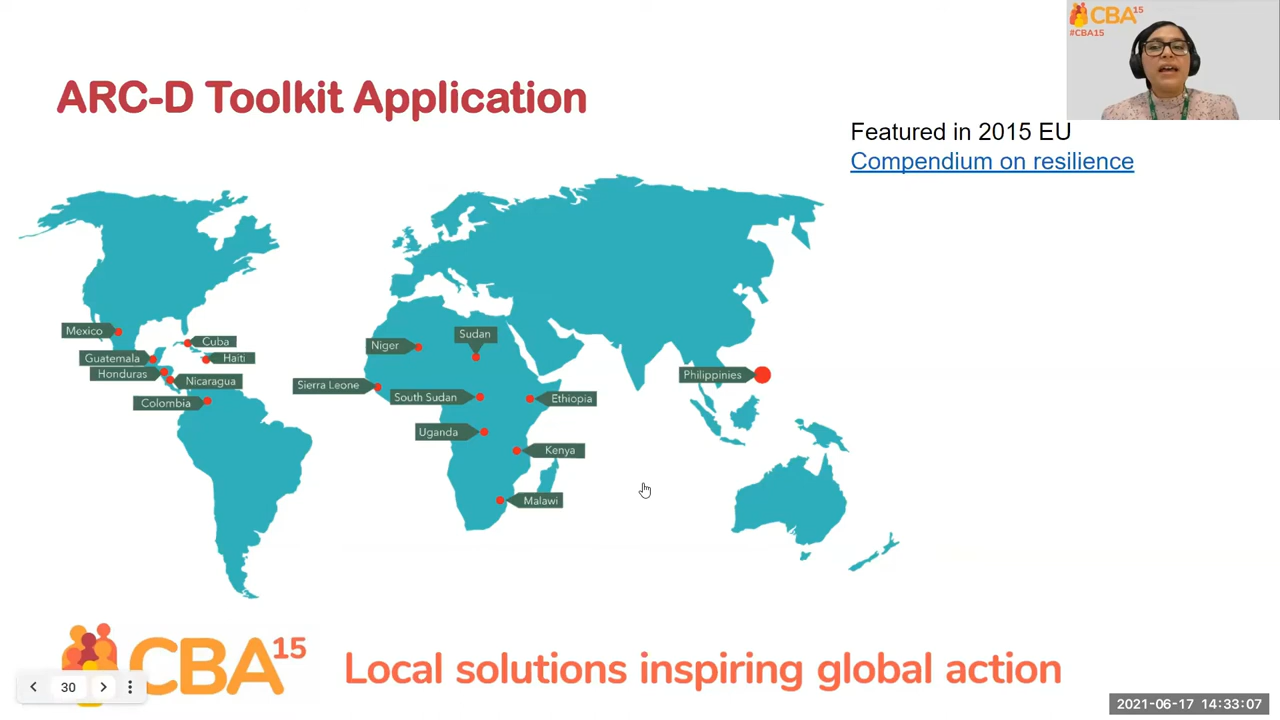 CBA15
#CBA15
ARC-D Toolkit Application
Featured in 2015 EU
Compendium on resilience
Mexico
Cuba
Guatemala
Haiti
Honduras
Nicaragua
Colombia
Niger
Sudan
Sierra Leone
South Sudan
Ethiopia
Uganda
Kenya
Malawi
Philippinies
CBA15
Local solutions inspiring global action
30
2021-06-17 14:33:07